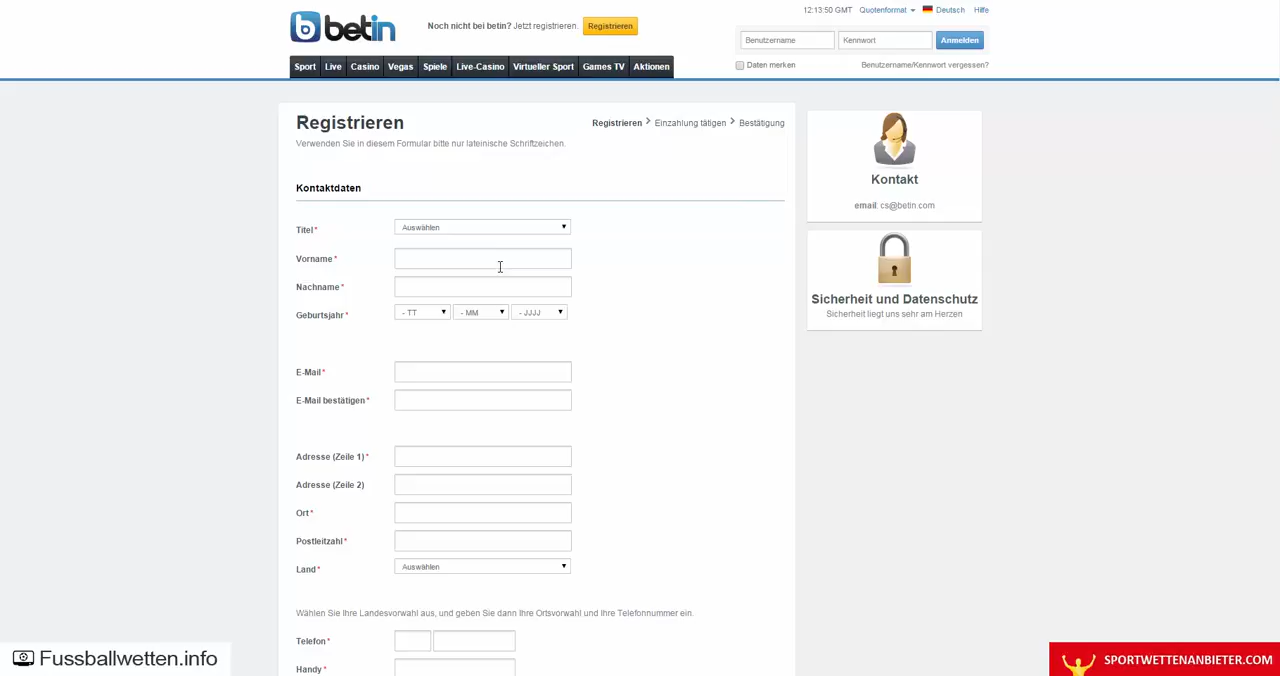 12:13:50 GMT Quotenformat Deutsch Hilfe
betin
Noch nicht bei betin? Jetzt registrieren. Registrieren
Benutzername Kennwort Anmelden
Daten merken Benutzername/Kennwort vergessen?
Sport Live Casino Vegas Spiele Live-Casino Virtueller Sport Games TV Aktionen
Registrieren
Registrieren > Einzahlung tätigen > Bestätigung
Verwenden Sie in diesem Formular bitte nur lateinische Schriftzeichen.
Kontaktdaten
Titel* Auswählen
Vorname*
Nachname*
Geburtsjahr* - TT - MM - JJJJ
E-Mail*
E-Mail bestätigen*
Adresse (Zeile 1)*
Adresse (Zeile 2)
Ort*
Postleitzahl*
Land* Auswählen
Wählen Sie Ihre Landesvorwahl aus, und geben Sie dann Ihre Ortsvorwahl und Ihre Telefonnummer ein.
Telefon*
Handy*
Kontakt
email: cs@betin.com
Sicherheit und Datenschutz
Sicherheit liegt uns sehr am Herzen
Fussballwetten.info
SPORTWETTENANBIETER.COM